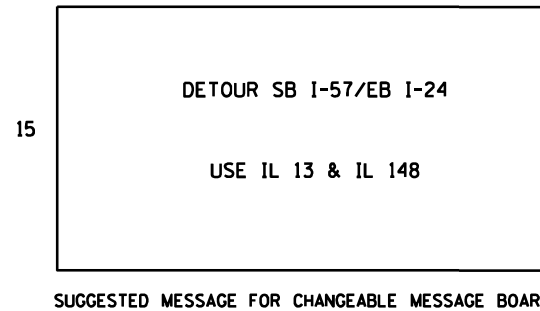 DETOUR SB I-57/EB I-24
15
USE IL 13 & IL 148
SUGGESTED MESSAGE FOR CHANGEABLE MESSAGE BOAR